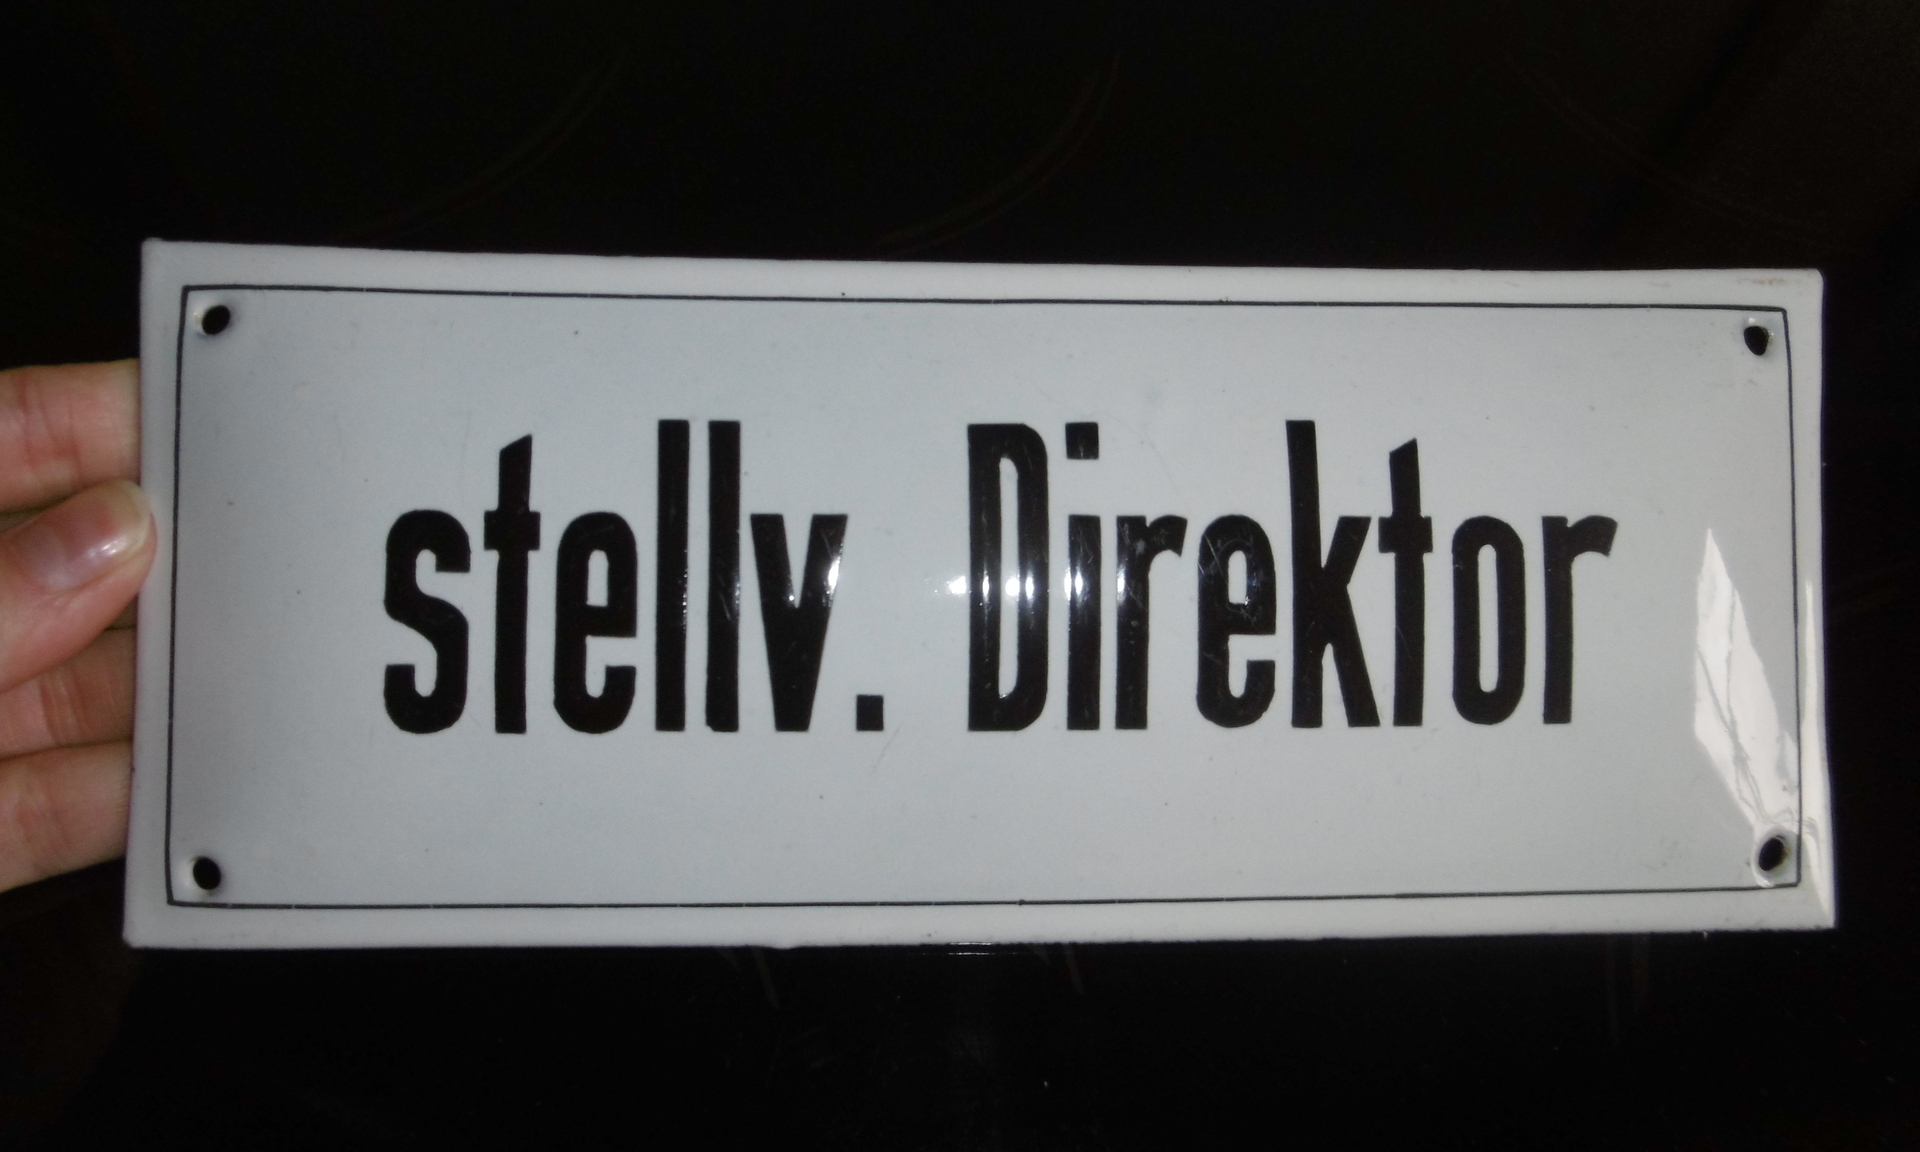 stellv. Direktor